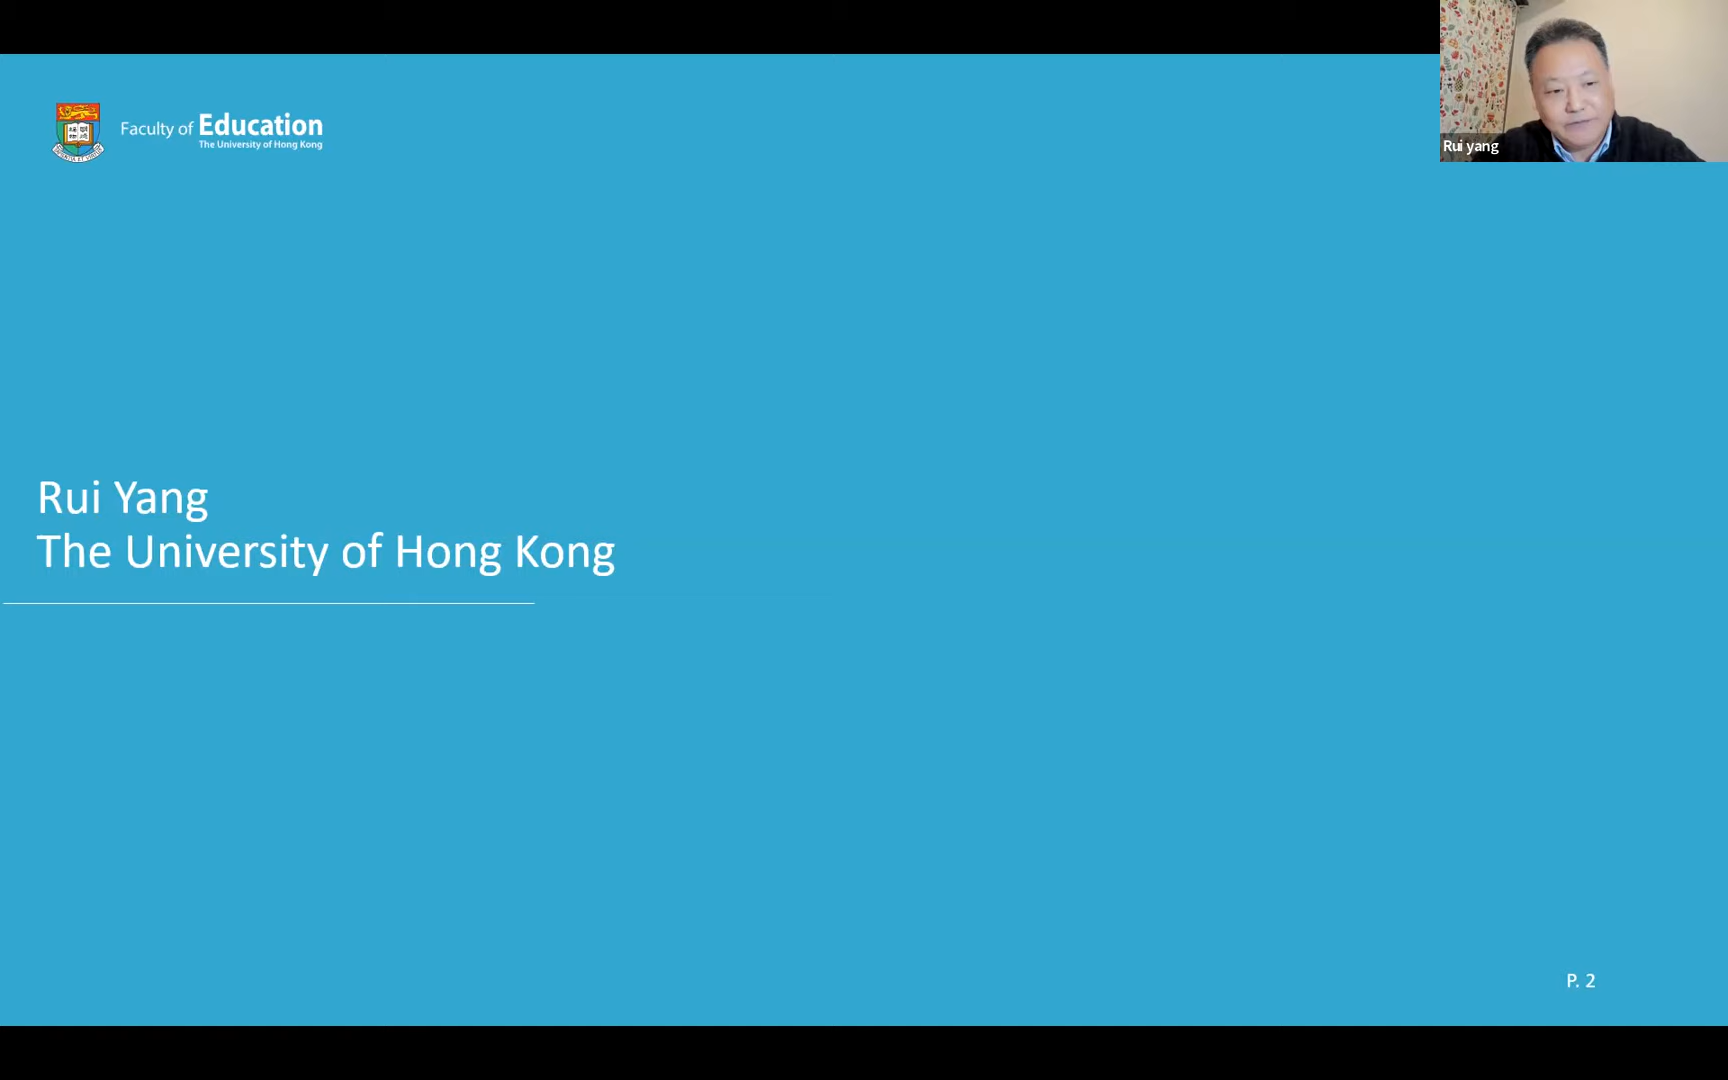 Faculty of Education
The University of Hong Kong
Rui yang
Rui Yang
The University of Hong Kong
P. 2